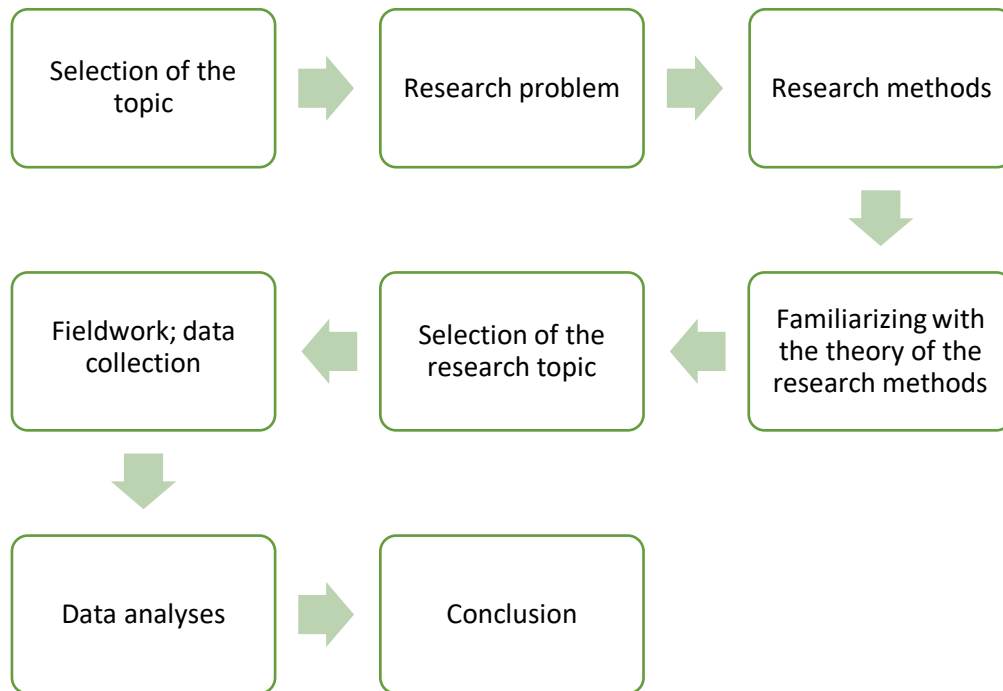 Selection of the
topic
Research problem
Research methods
Familiarizing with
the theory of the
research methods
Selection of the
research topic
Fieldwork; data
collection
Data analyses
Conclusion